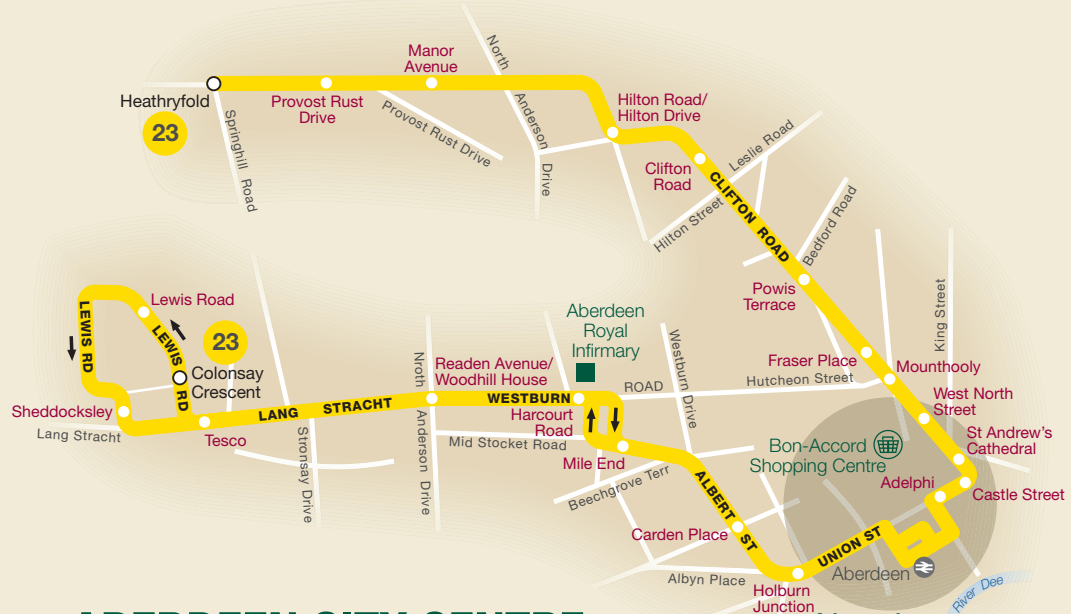 North
Manor
Avenue
Heathryfold
23
Provost Rust
Drive
Provost Rust Drive
Anderson
Drive
Springhill Road
Hilton Road/
Hilton Drive
Clifton
Road
Leslie Road
Hilton Street
CLIFTON ROAD
Bedford Road
Powis
Terrace
King Street
Fraser Place
Mounthooly
Hutcheon Street
West North
Street
St Andrew's
Cathedral
Bon-Accord
Shopping Centre
Adelphi
Castle Street
Lewis Road
LEWIS RD
LEWIS RD
23
Colonsay
Crescent
Sheddocksley
Lang Stracht
Tesco
LANG STRACHT
Stronsay Drive
Nroth
Anderson Drive
Readen Avenue/
Woodhill House
Aberdeen
Royal
Infirmary
WESTBURN
ROAD
Westburn Drive
Harcourt
Road
Mid Stocket Road
Mile End
Beechgrove Terr
ALBERT ST
Carden Place
Albyn Place
UNION ST
Holburn
Junction
Aberdeen
River Dee
ABERDEEN CITY CENTRE